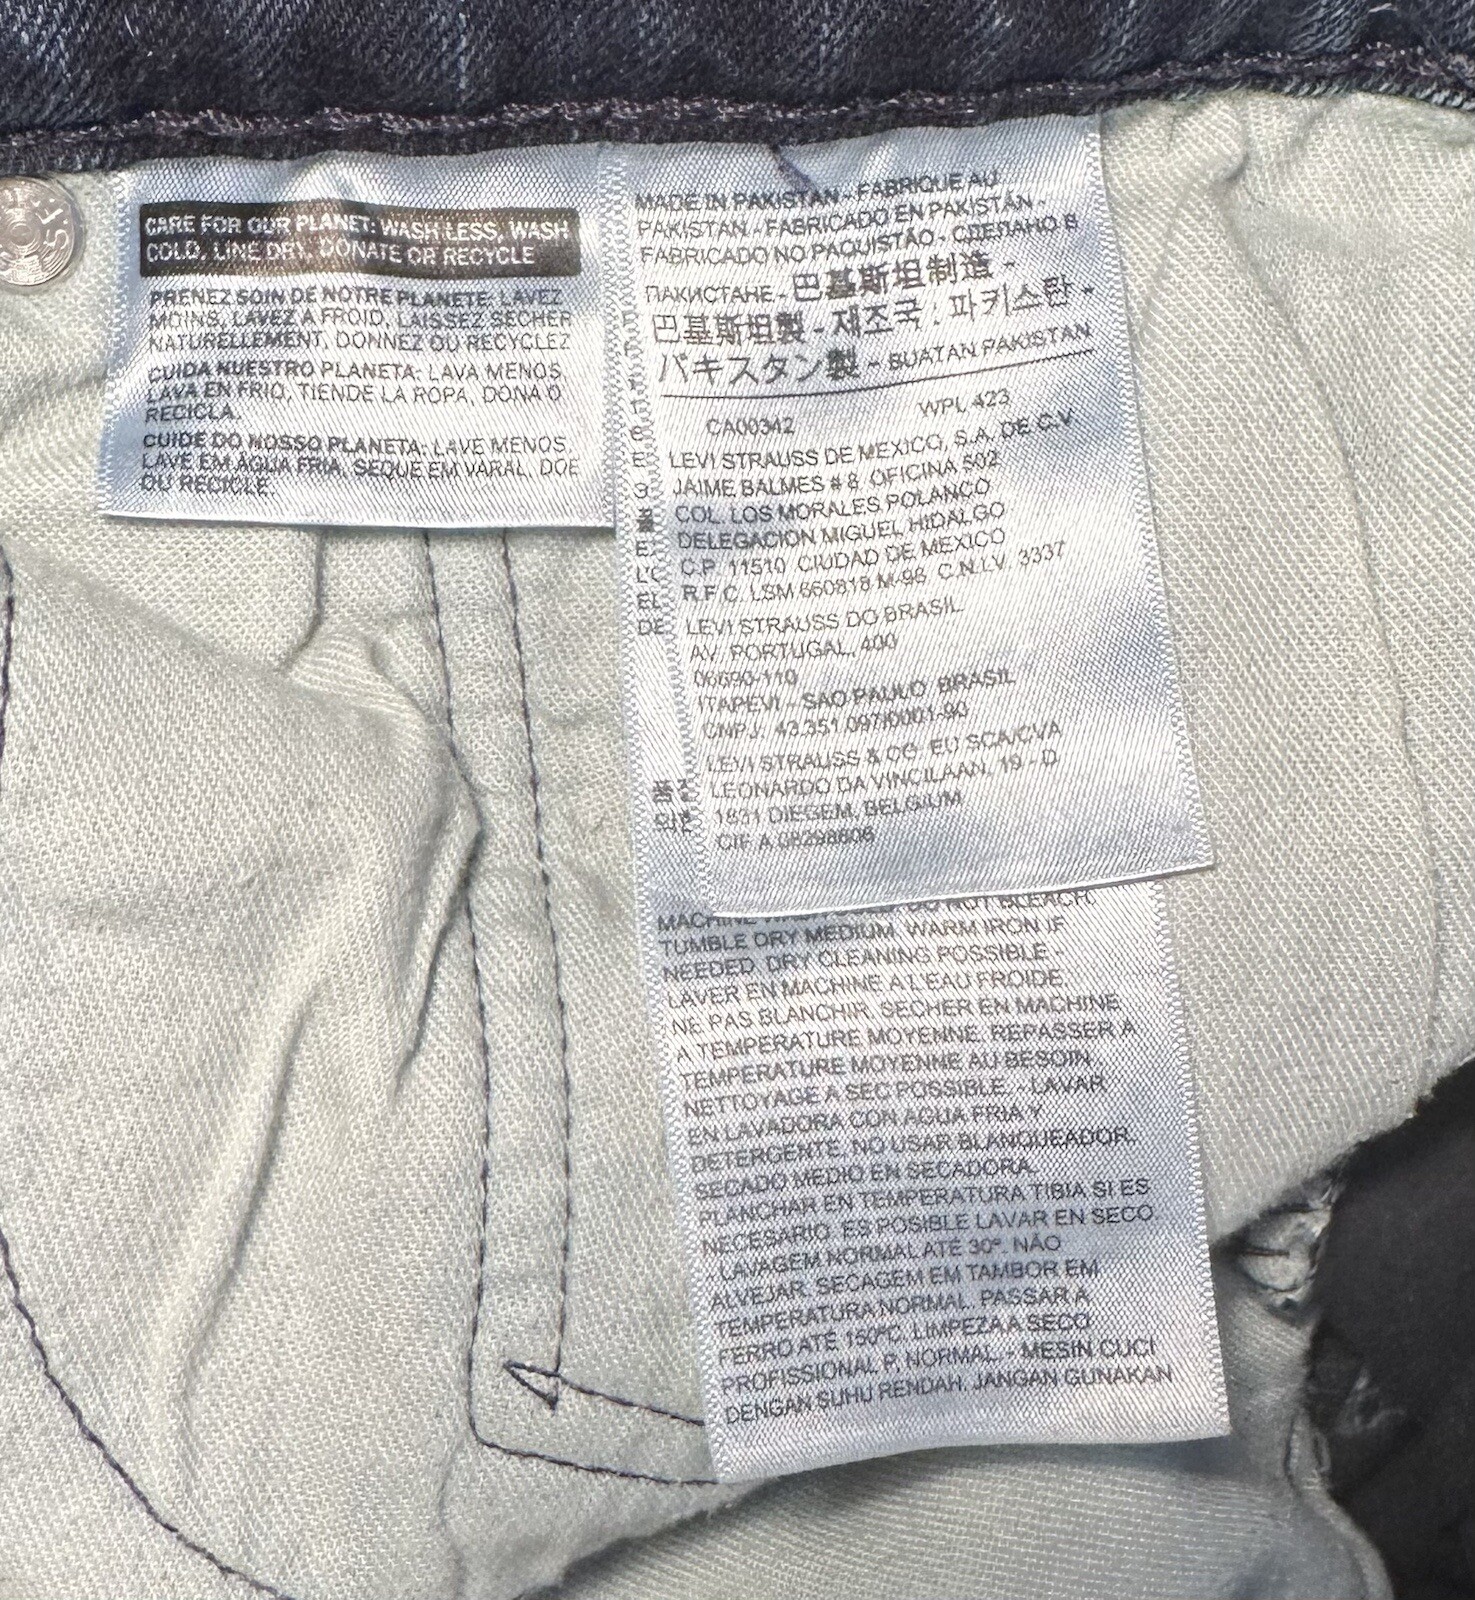 CARE FOR OUR PLANET: WASH LESS, WASH
COLD, LINE DRY, DONATE OR RECYCLE
PRENEZ SOIN DE NOTRE PLANETE: LAVEZ
MOINS, LAVEZ A FROID, LAISSEZ SECHER
NATURELLEMENT, DONNEZ OU RECYCLEZ
CUIDA NUESTRO PLANETA: LAVA MENOS,
LAVA EN FRIO, TIENDE LA ROPA, DONA O
RECICLA.
CUIDE DO NOSSO PLANETA: LAVE MENOS
LAVE EM ÁGUA FRIA, SEQUE EM VARAL, DOE
OU RECICLE.
MADE IN PAKISTAN - FABRIQUE AU
PAKISTAN - FABRICADO EN PAKISTÁN -
FABRICADO NO PAQUISTÃO - СДЕЛАНО В
ПАКИСТАНЕ - 巴基斯坦制造 -
巴基斯坦製 - 제조국 : 파키스탄 -
パキスタン製 - BUATAN PAKISTAN
CA00342 WPL 423
LEVI STRAUSS DE MEXICO, S.A. DE C.V
JAIME BALMES # 8 OFICINA 502
COL. LOS MORALES POLANCO
DELEGACION MIGUEL HIDALGO
C.P. 11510 CIUDAD DE MEXICO
R.F.C. LSM 660818 M-96 C.N.I.V. 3337
LEVI STRAUSS DO BRASIL
AV. PORTUGAL, 400
06690-110
ITAPEVI - SAO PAULO BRASIL
CNPJ: 43.351.097/0001-90
LEVI STRAUSS & CO EU SCA/CVA
LEONARDO DA VINCILAAN, 19 - D
1831 DIEGEM, BELGIUM
CIF A 08298606
MACHINE WASH COLD. DO NOT BLEACH.
TUMBLE DRY MEDIUM. WARM IRON IF
NEEDED. DRY CLEANING POSSIBLE -
LAVER EN MACHINE A L'EAU FROIDE.
NE PAS BLANCHIR. SECHER EN MACHINE
A TEMPERATURE MOYENNE. REPASSER A
TEMPERATURE MOYENNE AU BESOIN.
NETTOYAGE A SEC POSSIBLE. - LAVAR
EN LAVADORA CON AGUA FRIA Y
DETERGENTE. NO USAR BLANQUEADOR.
SECADO MEDIO EN SECADORA.
PLANCHAR EN TEMPERATURA TIBIA SI ES
NECESARIO. ES POSIBLE LAVAR EN SECO.
- LAVAGEM NORMAL ATÉ 30º. NÃO
ALVEJAR. SECAGEM EM TAMBOR EM
TEMPERATURA NORMAL. PASSAR A
FERRO ATÉ 150ºC. LIMPEZA A SECO
PROFISSIONAL P, NORMAL. - MESIN CUCI
DENGAN SUHU RENDAH. JANGAN GUNAKAN